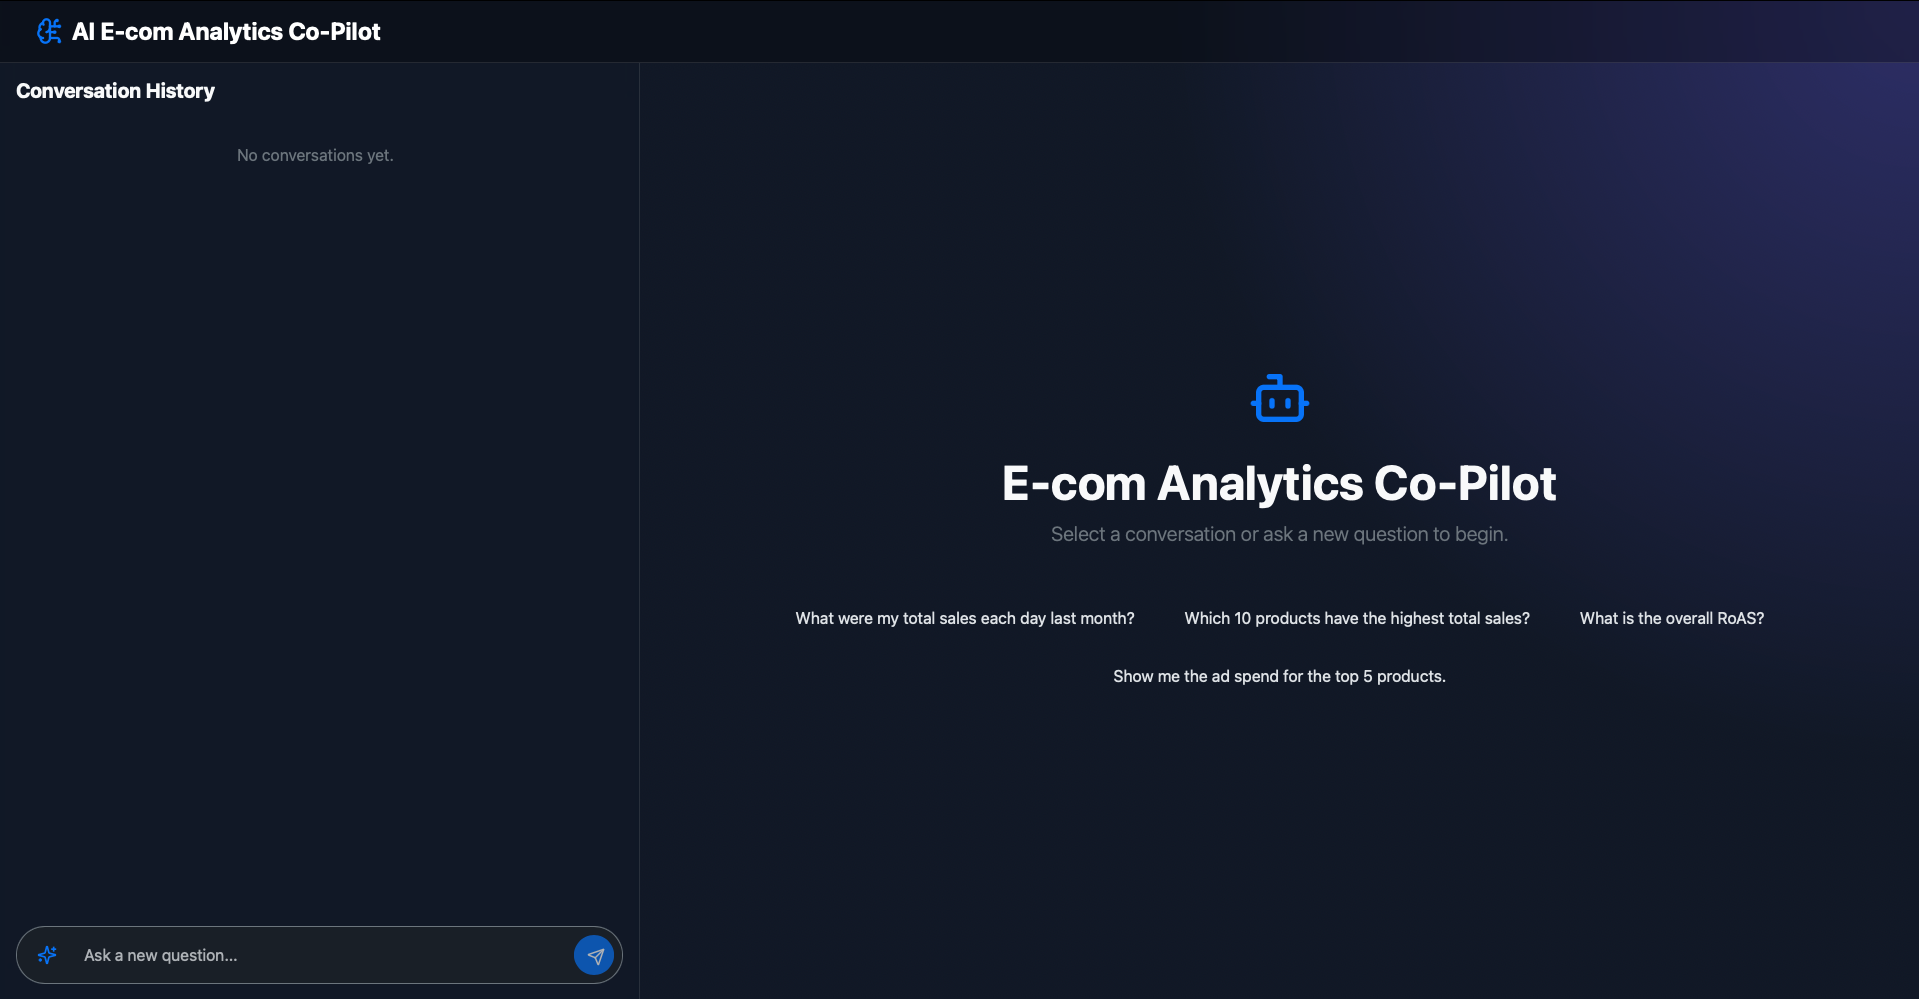 AI E-com Analytics Co-Pilot
Conversation History
No conversations yet.
E-com Analytics Co-Pilot
Select a conversation or ask a new question to begin.
What were my total sales each day last month?
Which 10 products have the highest total sales?
What is the overall RoAS?
Show me the ad spend for the top 5 products.
Ask a new question...